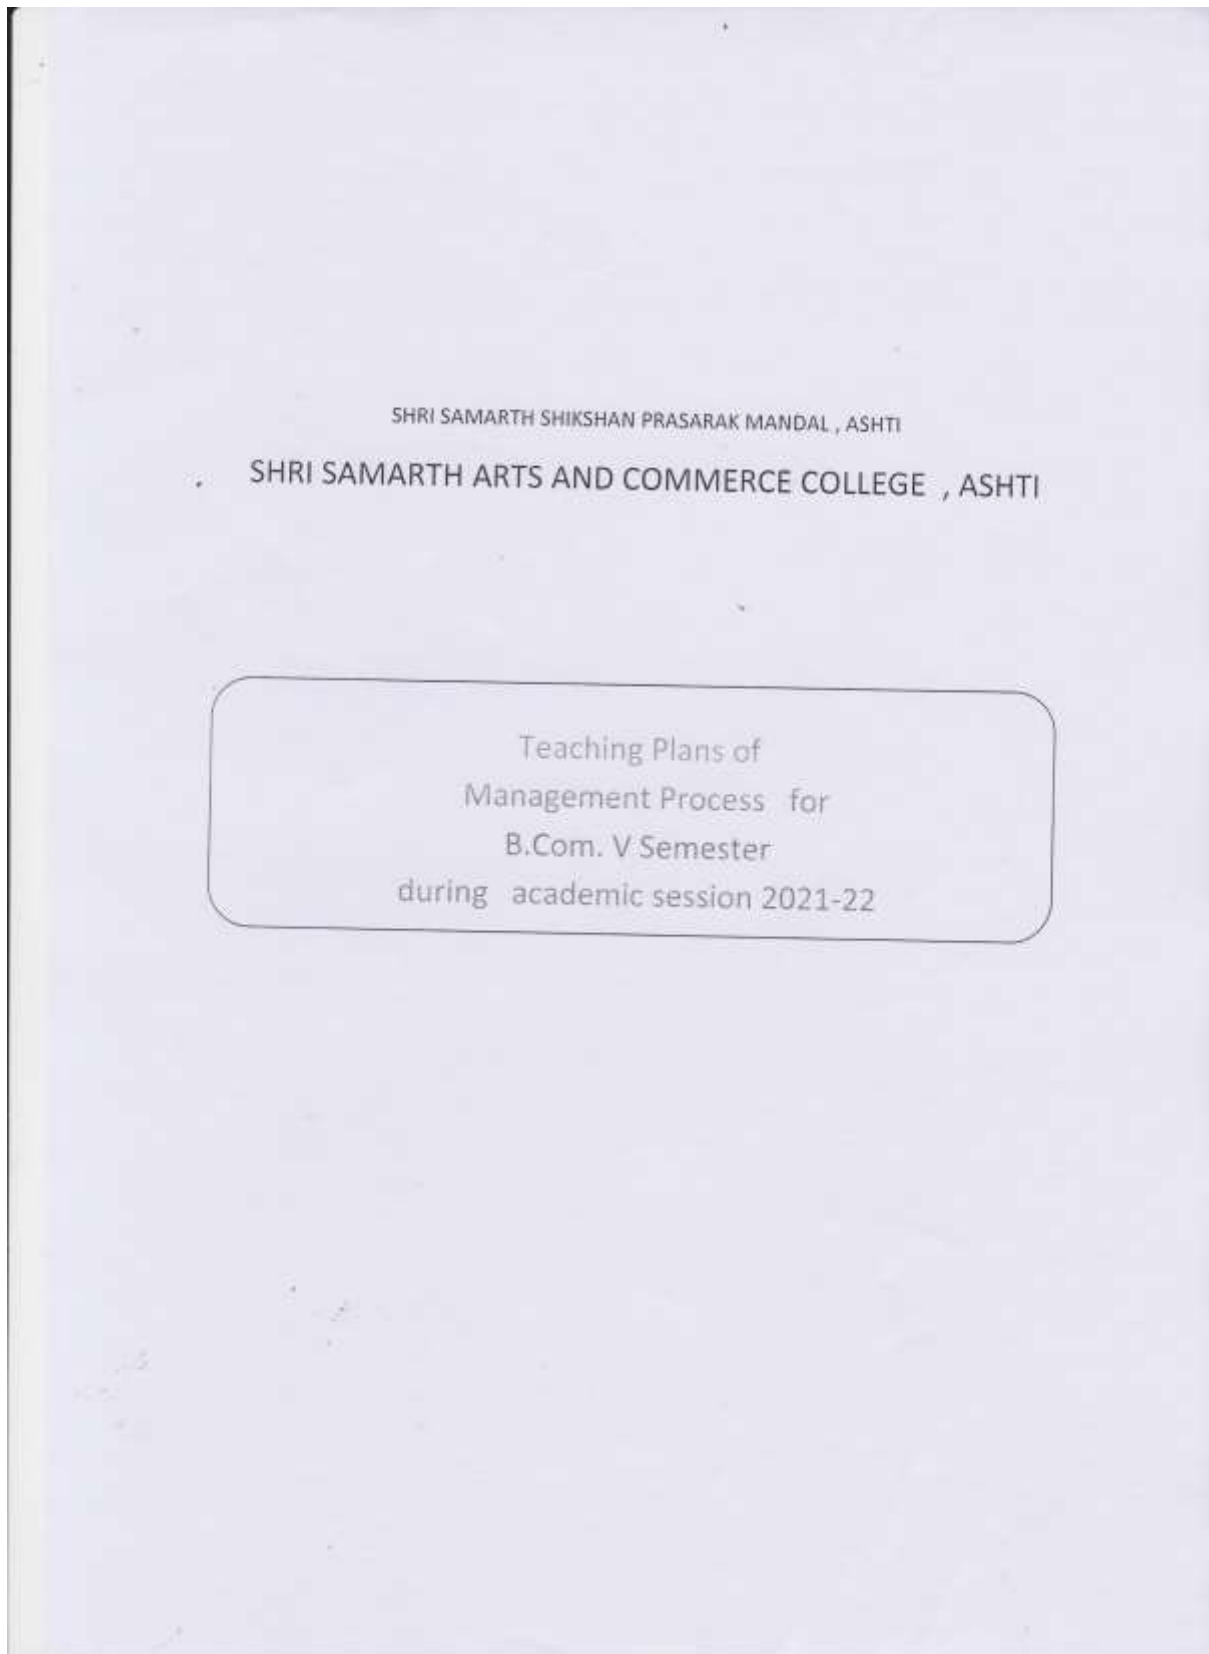 SHRI SAMARTH SHIKSHAN PRASARAK MANDAL , ASHTI
SHRI SAMARTH ARTS AND COMMERCE COLLEGE , ASHTI
Teaching Plans of
Management Process for
B.Com. V Semester
during academic session 2021-22